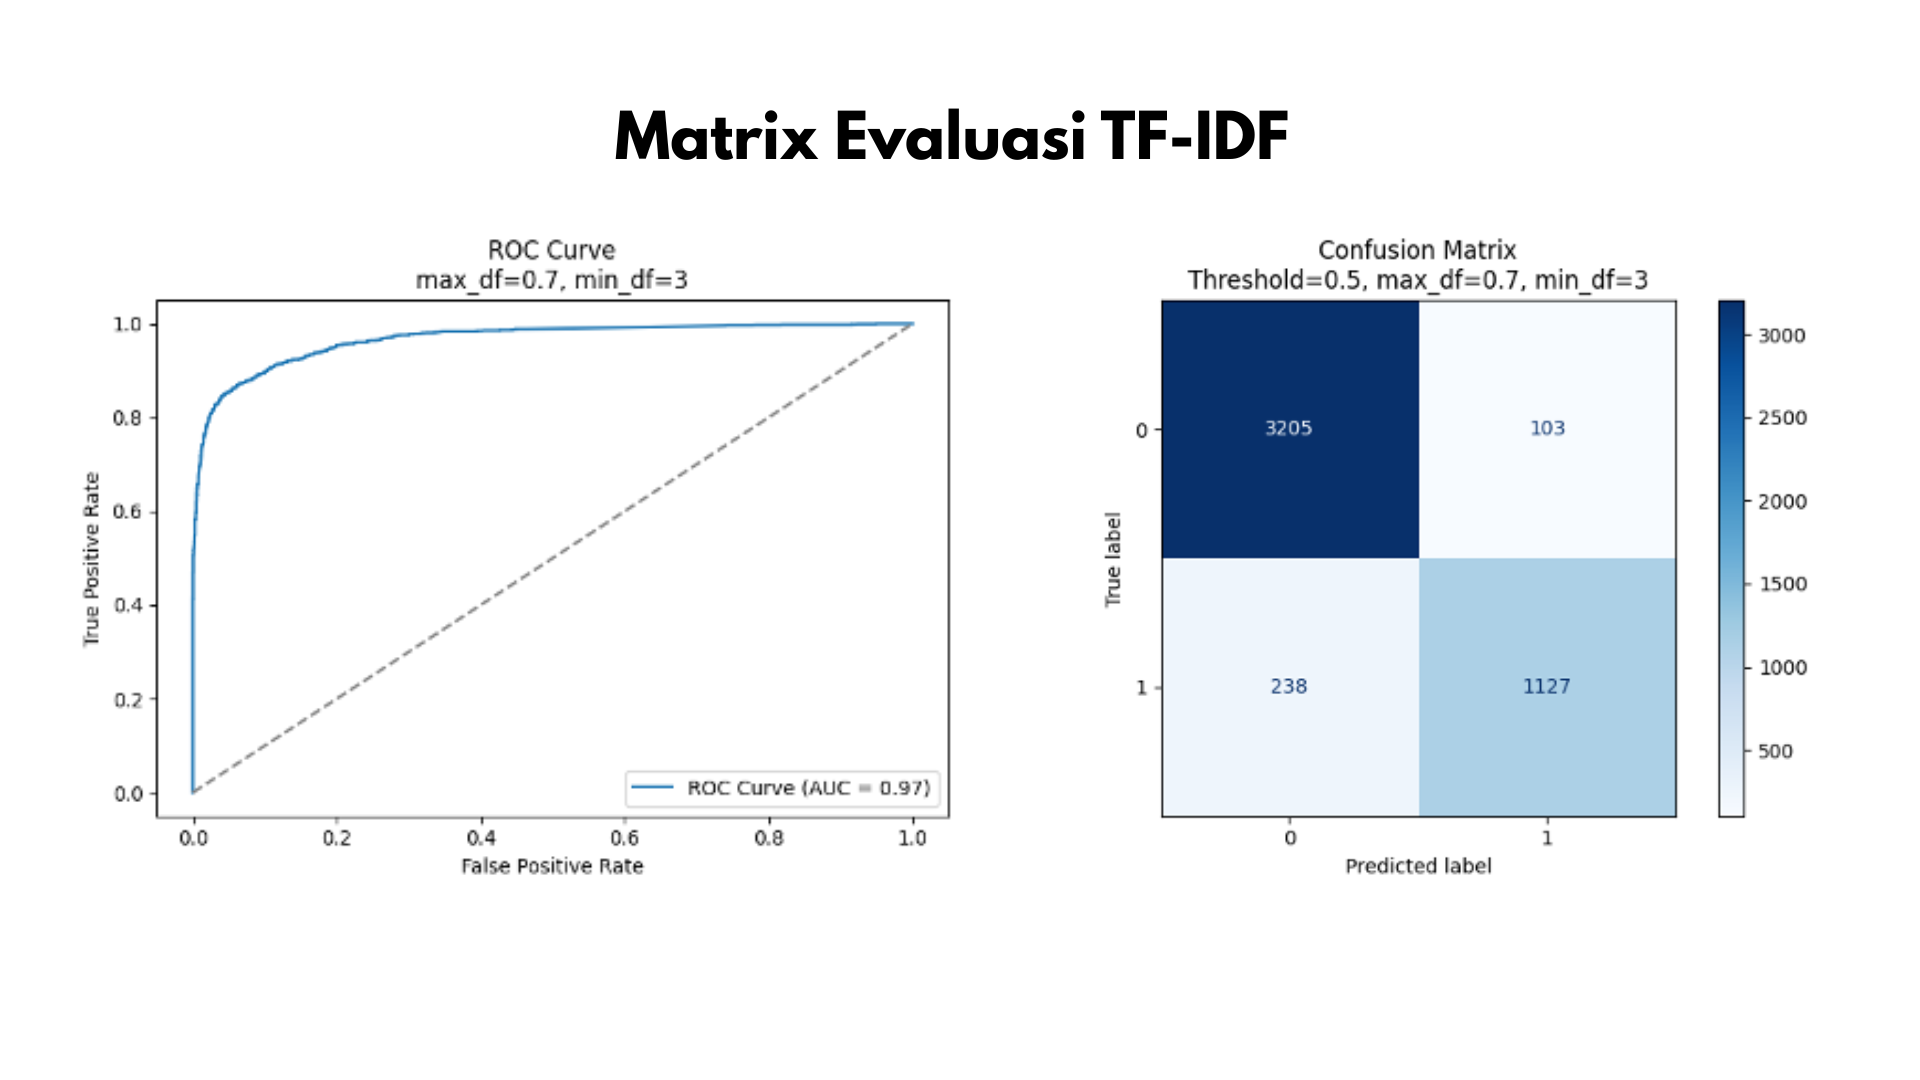 Matrix Evaluasi TF-IDF
ROC Curve
max_df=0.7, min_df=3
True Positive Rate
1.0
0.8
0.6
0.4
0.2
0.0
0.0
0.2
0.4
0.6
0.8
1.0
False Positive Rate
ROC Curve (AUC = 0.97)
Confusion Matrix
Threshold=0.5, max_df=0.7, min_df=3
True label
0
1
3205
103
238
1127
0
1
Predicted label
3000
2500
2000
1500
1000
500